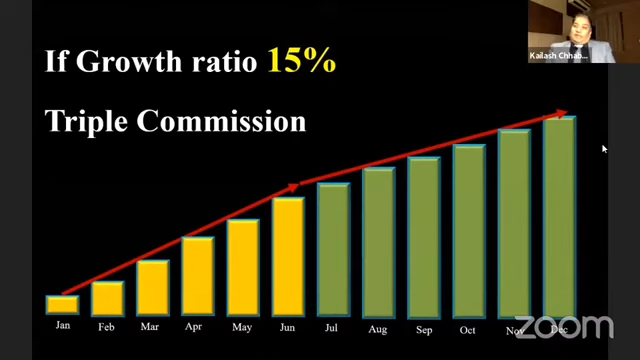 If Growth ratio 15%
Triple Commission
Kailash Chhab...
Jan Feb Mar Apr May Jun Jul Aug Sep Oct Nov Dec
zoom